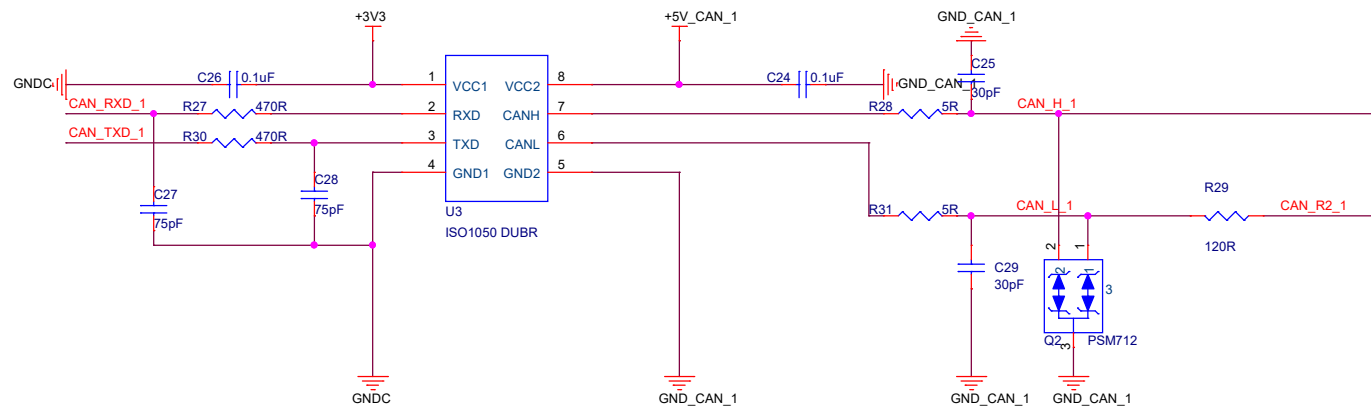 +3V3
+5V_CAN_1
GND_CAN_1
GNDC
C26
0.1uF
1
VCC1
VCC2
8
C24
0.1uF
GND_CAN_1
C25
30pF
CAN_RXD_1
R27
470R
2
RXD
CANH
7
R28
5R
CAN_H_1
CAN_TXD_1
R30
470R
3
TXD
CANL
6
4
GND1
GND2
5
C27
75pF
C28
75pF
U3
ISO1050 DUBR
R31
5R
CAN_L_1
R29
120R
CAN_R2_1
C29
30pF
2
1
2
1
3
Q2
3
PSM712
GNDC
GND_CAN_1
GND_CAN_1
GND_CAN_1